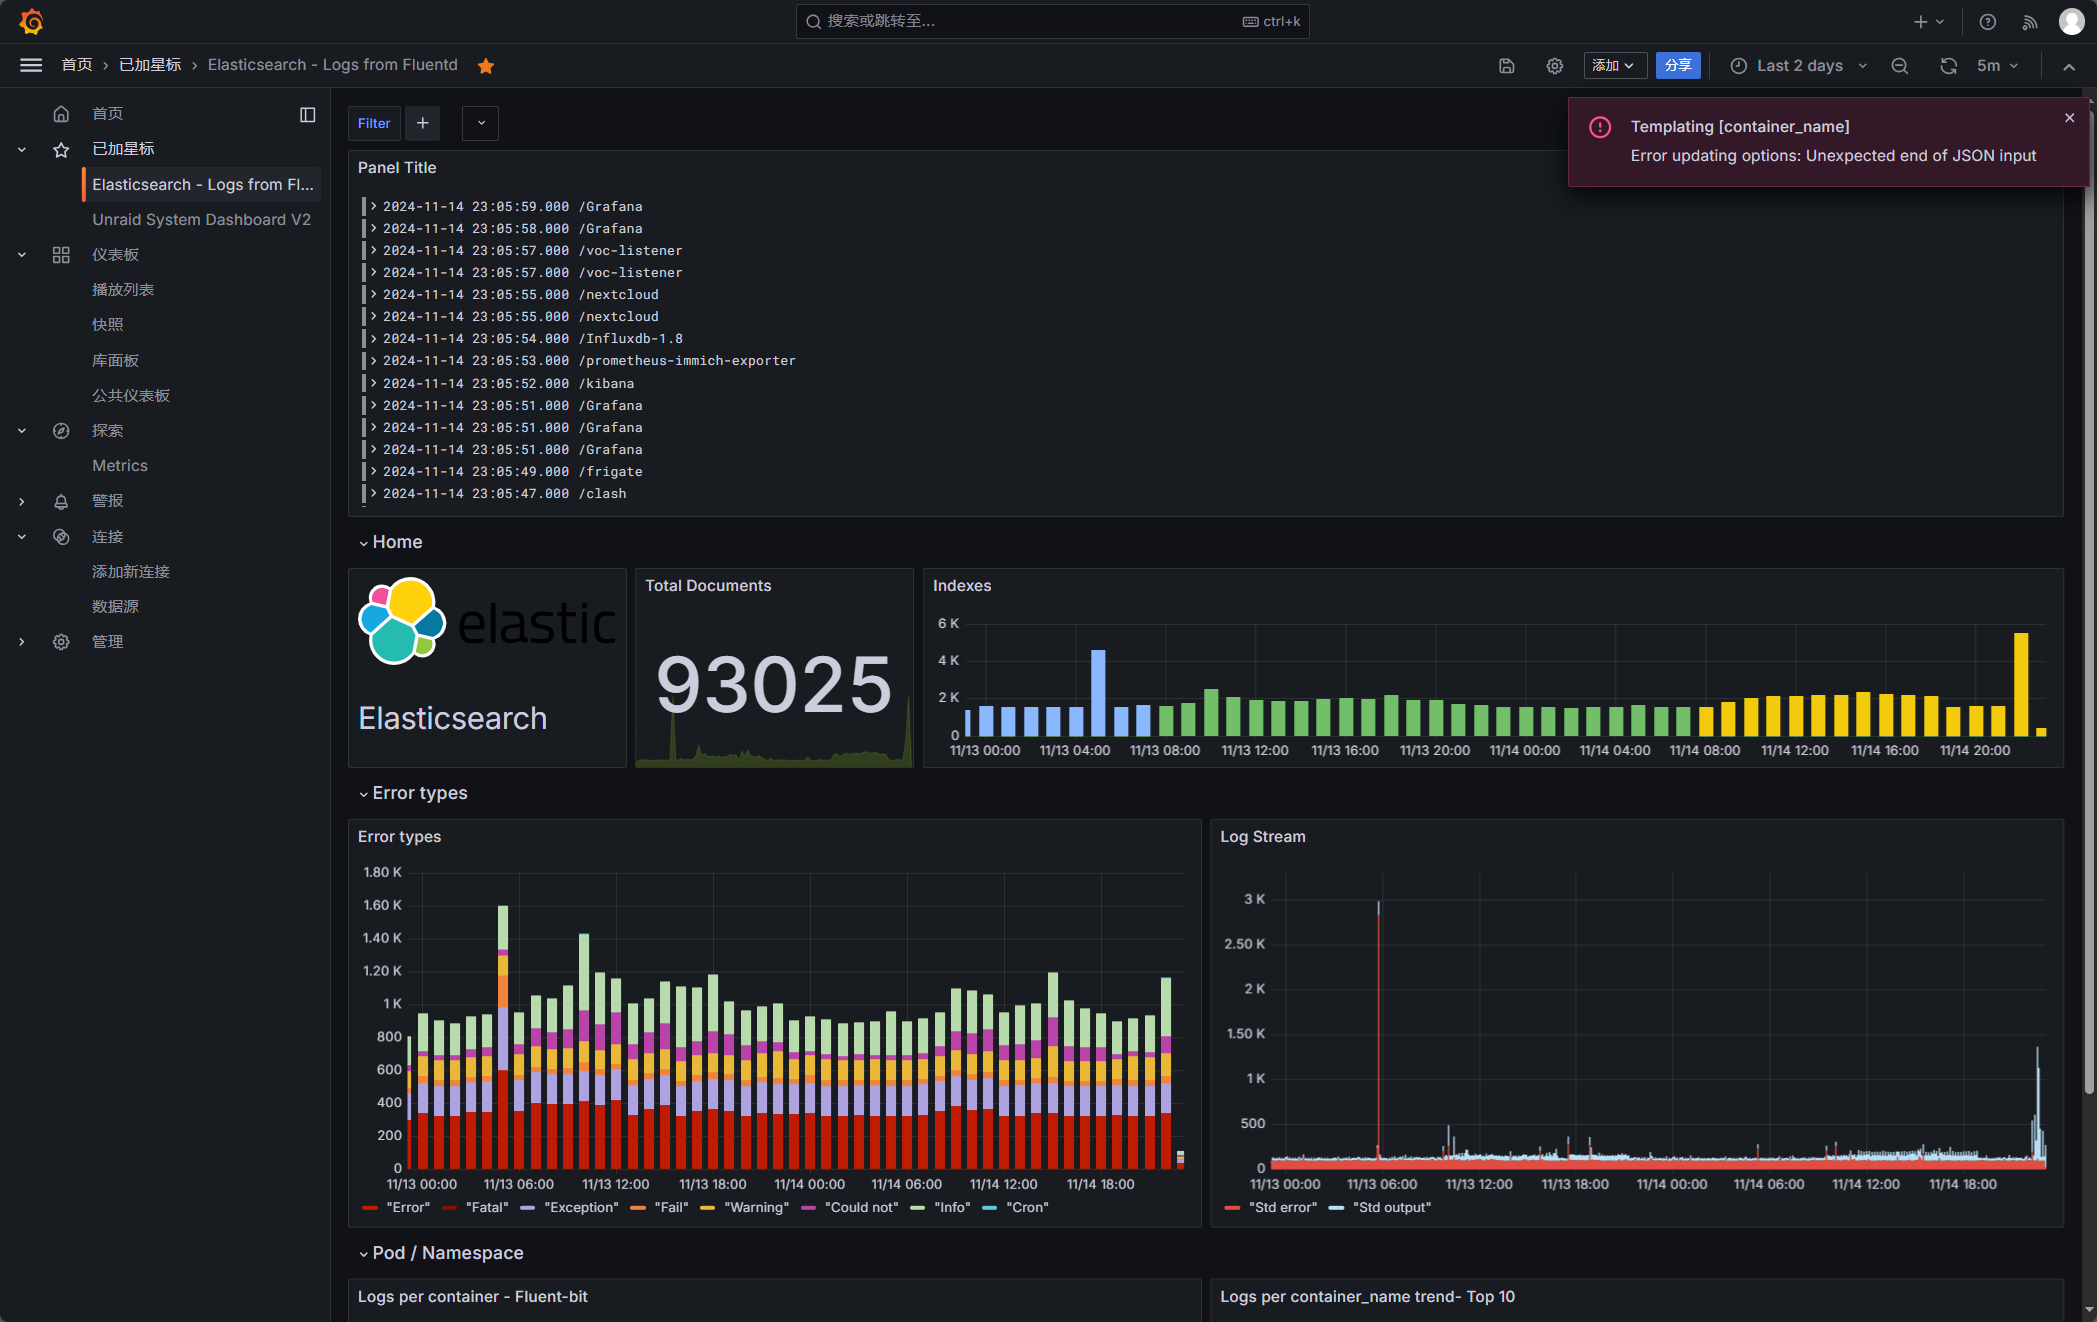 搜索或跳转至...
ctrl+k
首页 › 已加星标 › Elasticsearch - Logs from Fluentd
添加
分享
Last 2 days
5m
首页
已加星标
Elasticsearch - Logs from Fl...
Unraid System Dashboard V2
仪表板
播放列表
快照
库面板
公共仪表板
探索
Metrics
警报
连接
添加新连接
数据源
管理
Filter
Templating [container_name]
Error updating options: Unexpected end of JSON input
Panel Title
2024-11-14 23:05:59.000 /Grafana
2024-11-14 23:05:58.000 /Grafana
2024-11-14 23:05:57.000 /voc-listener
2024-11-14 23:05:57.000 /voc-listener
2024-11-14 23:05:55.000 /nextcloud
2024-11-14 23:05:55.000 /nextcloud
2024-11-14 23:05:54.000 /Influxdb-1.8
2024-11-14 23:05:53.000 /prometheus-immich-exporter
2024-11-14 23:05:52.000 /kibana
2024-11-14 23:05:51.000 /Grafana
2024-11-14 23:05:51.000 /Grafana
2024-11-14 23:05:51.000 /Grafana
2024-11-14 23:05:49.000 /frigate
2024-11-14 23:05:47.000 /clash
Home
elastic
Elasticsearch
Total Documents
93025
Indexes
6 K
4 K
2 K
0
11/13 00:00 11/13 04:00 11/13 08:00 11/13 12:00 11/13 16:00 11/13 20:00 11/14 00:00 11/14 04:00 11/14 08:00 11/14 12:00 11/14 16:00 11/14 20:00
Error types
Error types
1.80 K
1.60 K
1.40 K
1.20 K
1 K
800
600
400
200
0
11/13 00:00 11/13 06:00 11/13 12:00 11/13 18:00 11/14 00:00 11/14 06:00 11/14 12:00 11/14 18:00
"Error" "Fatal" "Exception" "Fail" "Warning" "Could not" "Info" "Cron"
Log Stream
3 K
2.50 K
2 K
1.50 K
1 K
500
0
11/13 00:00 11/13 06:00 11/13 12:00 11/13 18:00 11/14 00:00 11/14 06:00 11/14 12:00 11/14 18:00
"Std error" "Std output"
Pod / Namespace
Logs per container - Fluent-bit
Logs per container_name trend- Top 10